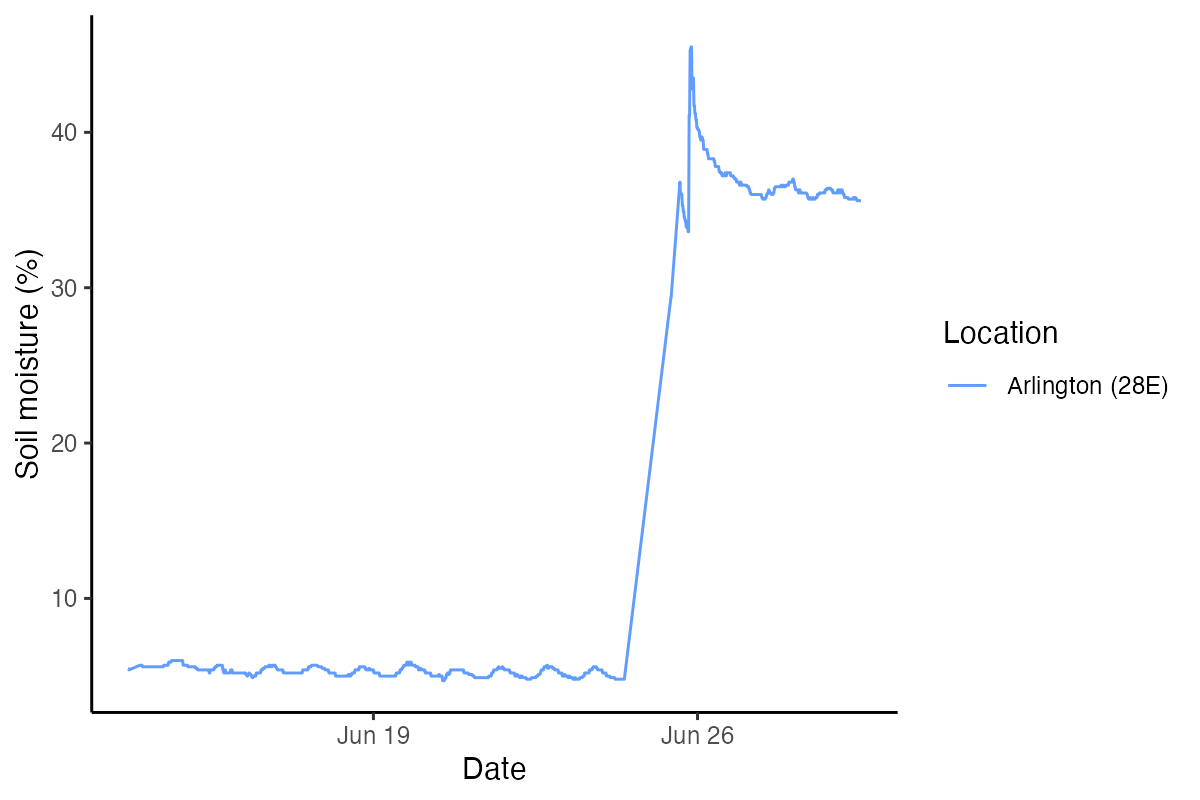 Soil moisture (%)
40
30
20
10
Jun 19
Jun 26
Date
Location
Arlington (28E)